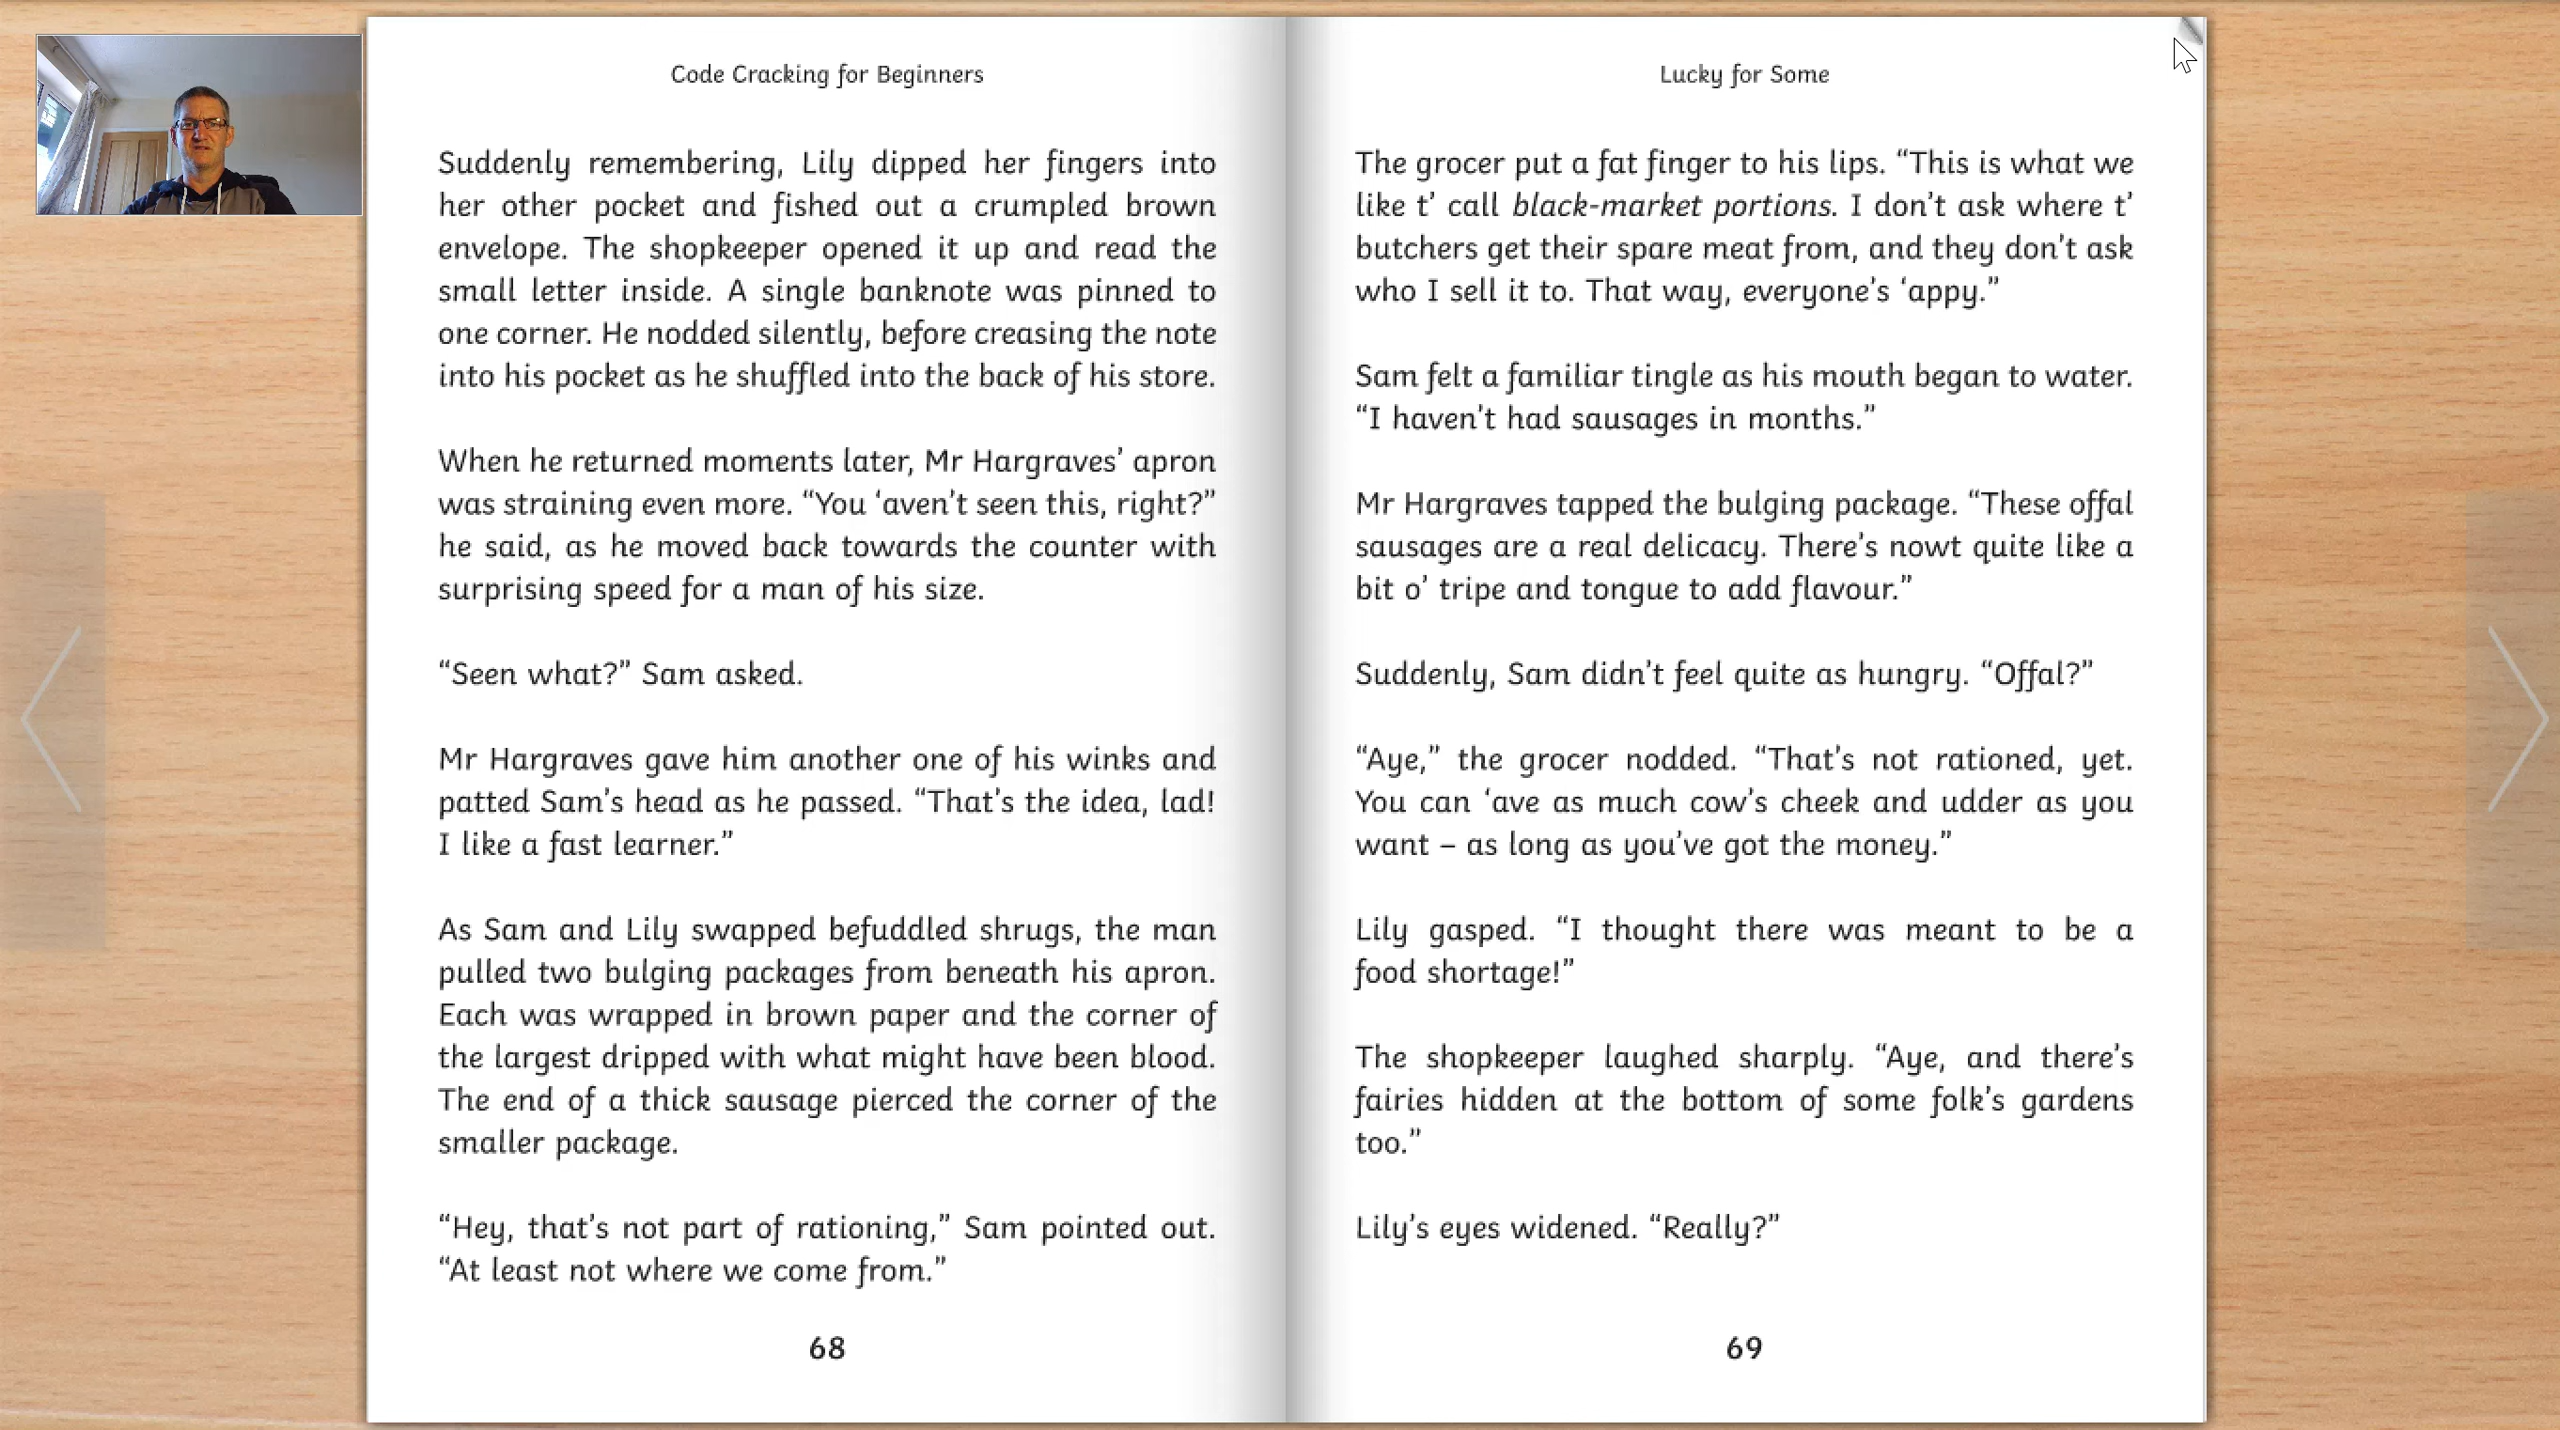 Code Cracking for Beginners
Suddenly remembering, Lily dipped her fingers into
her other pocket and fished out a crumpled brown
envelope. The shopkeeper opened it up and read the
small letter inside. A single banknote was pinned to
one corner. He nodded silently, before creasing the note
into his pocket as he shuffled into the back of his store.
When he returned moments later, Mr Hargraves’ apron
was straining even more. “You ‘aven’t seen this, right?”
he said, as he moved back towards the counter with
surprising speed for a man of his size.
“Seen what?” Sam asked.
Mr Hargraves gave him another one of his winks and
patted Sam’s head as he passed. “That’s the idea, lad!
I like a fast learner.”
As Sam and Lily swapped befuddled shrugs, the man
pulled two bulging packages from beneath his apron.
Each was wrapped in brown paper and the corner of
the largest dripped with what might have been blood.
The end of a thick sausage pierced the corner of the
smaller package.
“Hey, that’s not part of rationing,” Sam pointed out.
“At least not where we come from.”
68
Lucky for Some
The grocer put a fat finger to his lips. “This is what we
like t’ call black-market portions. I don’t ask where t’
butchers get their spare meat from, and they don’t ask
who I sell it to. That way, everyone’s ‘appy.”
Sam felt a familiar tingle as his mouth began to water.
“I haven’t had sausages in months.”
Mr Hargraves tapped the bulging package. “These offal
sausages are a real delicacy. There’s nowt quite like a
bit o’ tripe and tongue to add flavour.”
Suddenly, Sam didn’t feel quite as hungry. “Offal?”
“Aye,” the grocer nodded. “That’s not rationed, yet.
You can ‘ave as much cow’s cheek and udder as you
want – as long as you’ve got the money.”
Lily gasped. “I thought there was meant to be a
food shortage!”
The shopkeeper laughed sharply. “Aye, and there’s
fairies hidden at the bottom of some folk’s gardens
too.”
Lily’s eyes widened. “Really?”
69